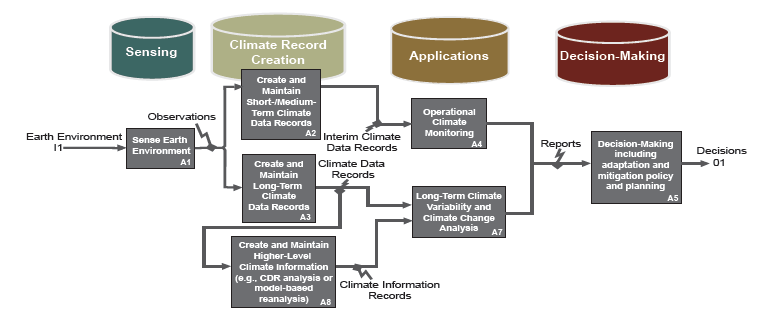 Sensing
Climate Record
Creation
Applications
Decision-Making
Earth Environment
I1
Sense Earth
Environment
A1
Observations
Create and
Maintain
Short-/Medium-
Term Climate
Data Records
A2
Interim Climate
Data Records
Create and
Maintain
Long-Term
Climate
Data Records
A3
Climate Data
Records
Create and Maintain
Higher-Level
Climate Information
(e.g., CDR analysis or
model-based
reanalysis)
A8
Climate Information
Records
Operational
Climate
Monitoring
A4
Long-Term Climate
Variability and
Climate Change
Analysis
A7
Reports
Decision-Making
including
adaptation and
mitigation policy
and planning
A5
Decisions
01